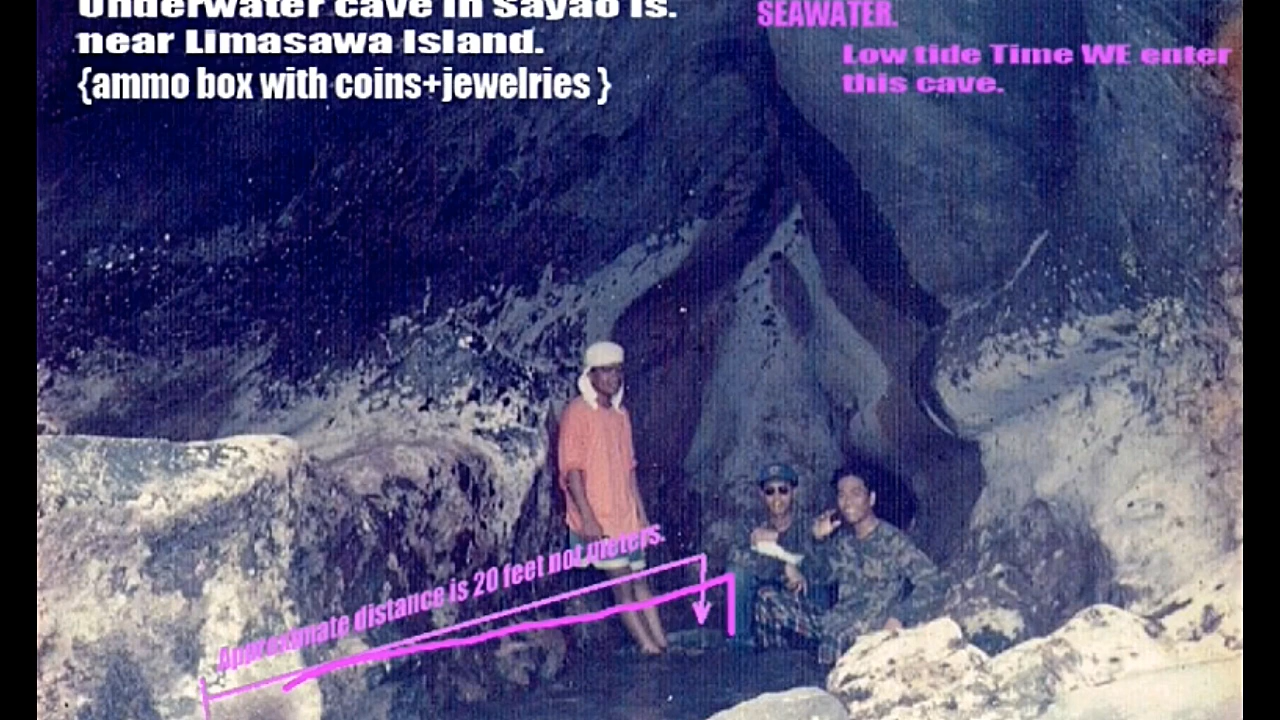 Underwater cave in Sayao Is.
near Limasawa Island.
{ammo box with coins+jewelries }
SEAWATER.
Low tide Time WE enter
this cave.
Approximate distance is 20 feet not meters.